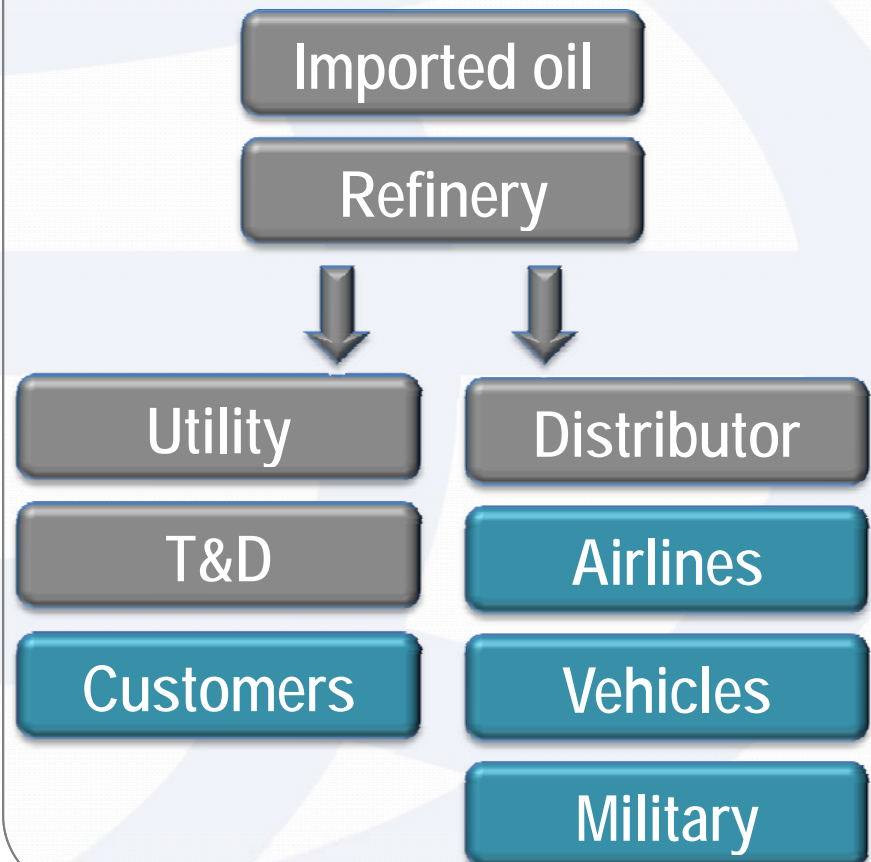 Imported oil
Refinery
Utility
T&D
Customers
Distributor
Airlines
Vehicles
Military